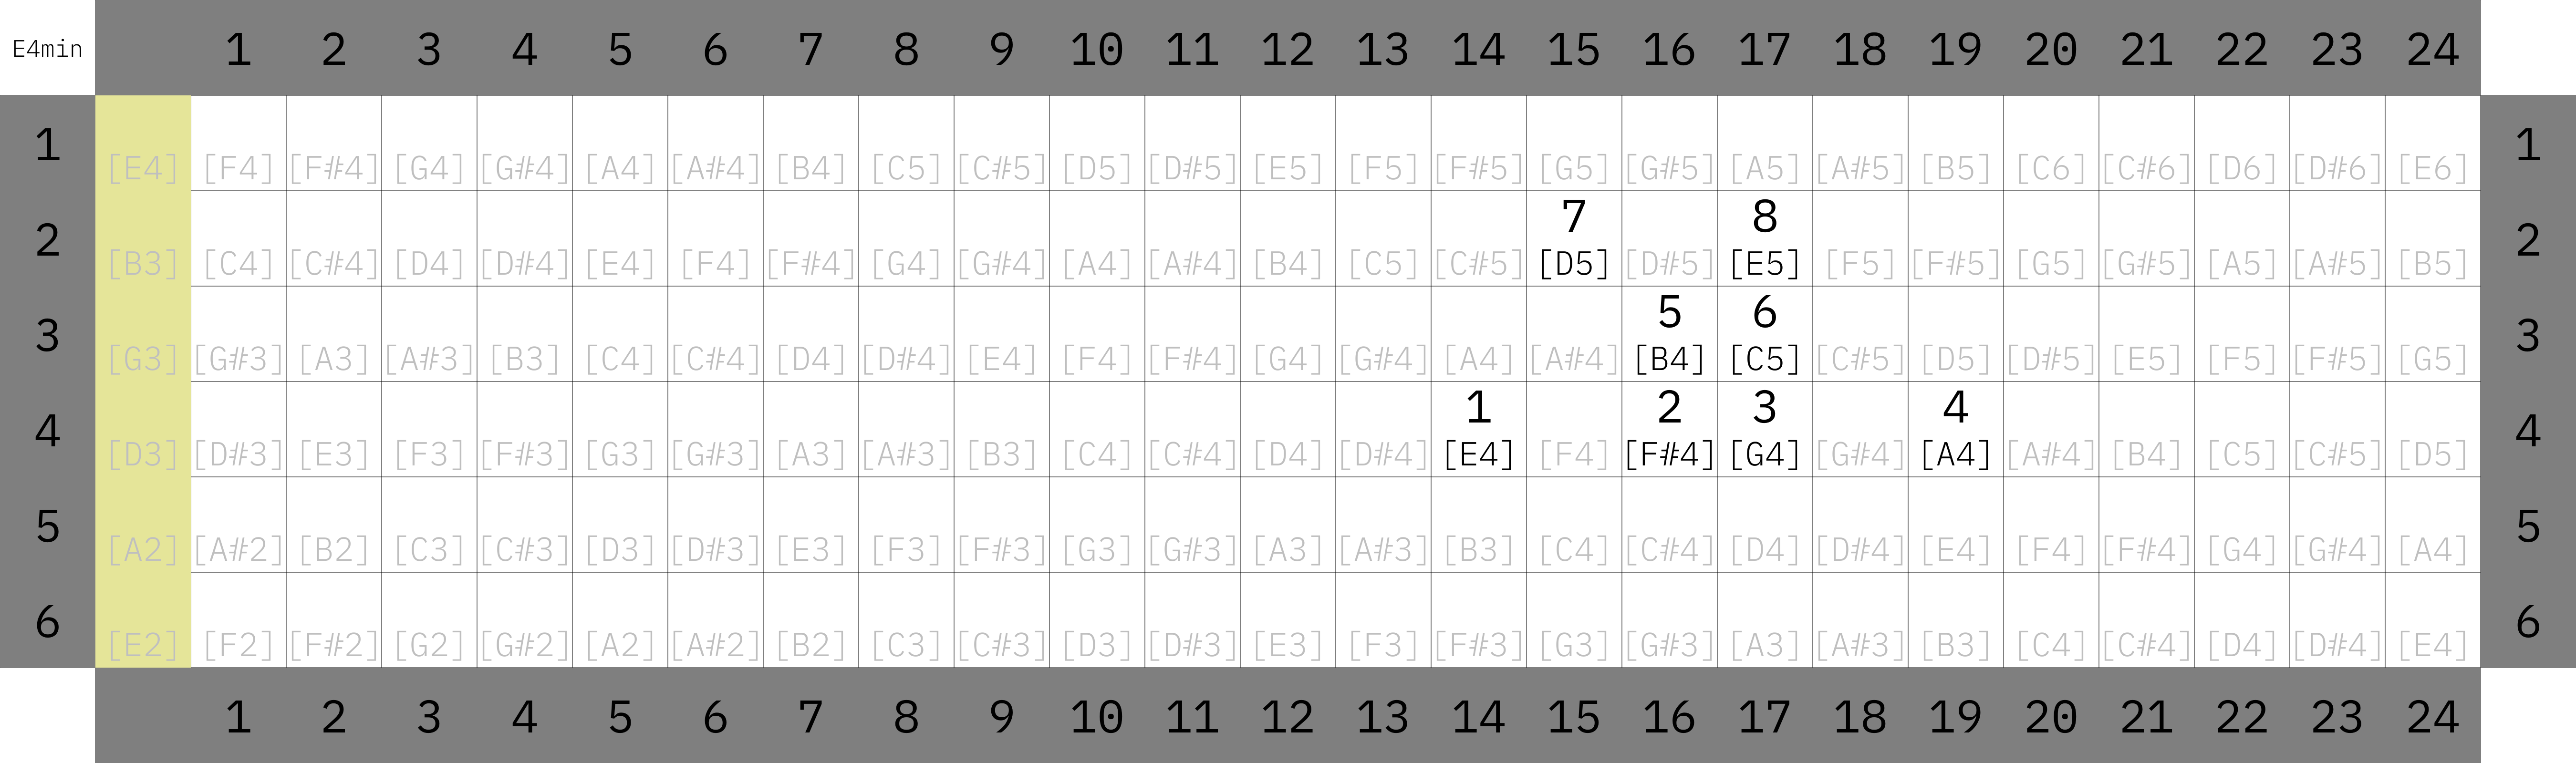 E4min 1 2 3 4 5 6 7 8 9 10 11 12 13 14 15 16 17 18 19 20 21 22 23 24
1 [E4] [F4] [F#4] [G4] [G#4] [A4] [A#4] [B4] [C5] [C#5] [D5] [D#5] [E5] [F5] [F#5] [G5] [G#5] [A5] [A#5] [B5] [C6] [C#6] [D6] [D#6] [E6] 1
7 8
2 [B3] [C4] [C#4] [D4] [D#4] [E4] [F4] [F#4] [G4] [G#4] [A4] [A#4] [B4] [C5] [C#5] [D5] [D#5] [E5] [F5] [F#5] [G5] [G#5] [A5] [A#5] [B5] 2
5 6
3 [G3] [G#3] [A3] [A#3] [B3] [C4] [C#4] [D4] [D#4] [E4] [F4] [F#4] [G4] [G#4] [A4] [A#4] [B4] [C5] [C#5] [D5] [D#5] [E5] [F5] [F#5] [G5] 3
1 2 3 4
4 [D3] [D#3] [E3] [F3] [F#3] [G3] [G#3] [A3] [A#3] [B3] [C4] [C#4] [D4] [D#4] [E4] [F4] [F#4] [G4] [G#4] [A4] [A#4] [B4] [C5] [C#5] [D5] 4
5 [A2] [A#2] [B2] [C3] [C#3] [D3] [D#3] [E3] [F3] [F#3] [G3] [G#3] [A3] [A#3] [B3] [C4] [C#4] [D4] [D#4] [E4] [F4] [F#4] [G4] [G#4] [A4] 5
6 [E2] [F2] [F#2] [G2] [G#2] [A2] [A#2] [B2] [C3] [C#3] [D3] [D#3] [E3] [F3] [F#3] [G3] [G#3] [A3] [A#3] [B3] [C4] [C#4] [D4] [D#4] [E4] 6
1 2 3 4 5 6 7 8 9 10 11 12 13 14 15 16 17 18 19 20 21 22 23 24